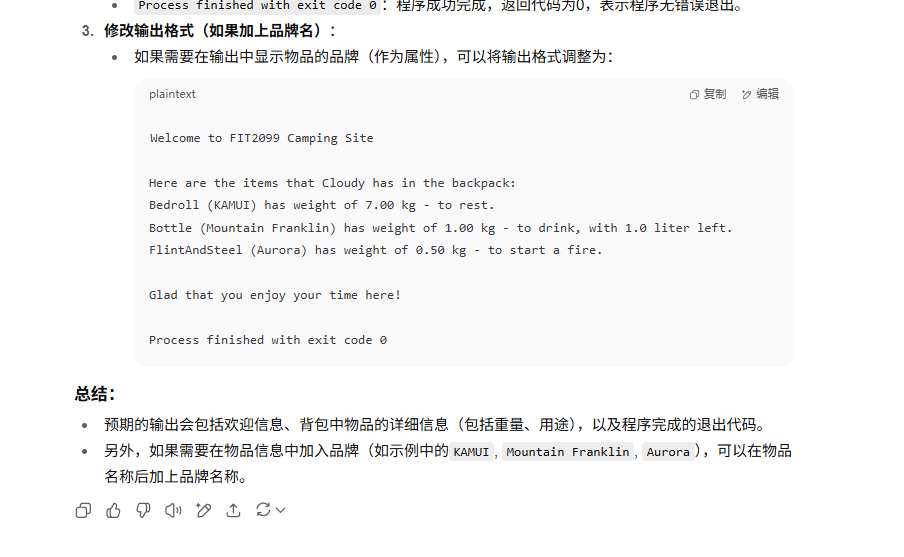 • Process finished with exit code 0：程序成功完成，返回代码为0，表示程序无错误退出。
3. 修改输出格式（如果加上品牌名）：
• 如果需要在输出中显示物品的品牌（作为属性），可以将输出格式调整为：
plaintext 复制 编辑
Welcome to FIT2099 Camping Site
Here are the items that Cloudy has in the backpack:
Bedroll (KAMUI) has weight of 7.00 kg - to rest.
Bottle (Mountain Franklin) has weight of 1.00 kg - to drink, with 1.0 liter left.
FlintAndSteel (Aurora) has weight of 0.50 kg - to start a fire.
Glad that you enjoy your time here!
Process finished with exit code 0
总结：
• 预期的输出会包括欢迎信息、背包中物品的详细信息（包括重量、用途），以及程序完成的退出代码。
• 另外，如果需要在物品信息中加入品牌（如示例中的 KAMUI, Mountain Franklin, Aurora），可以在物品
名称后加上品牌名称。